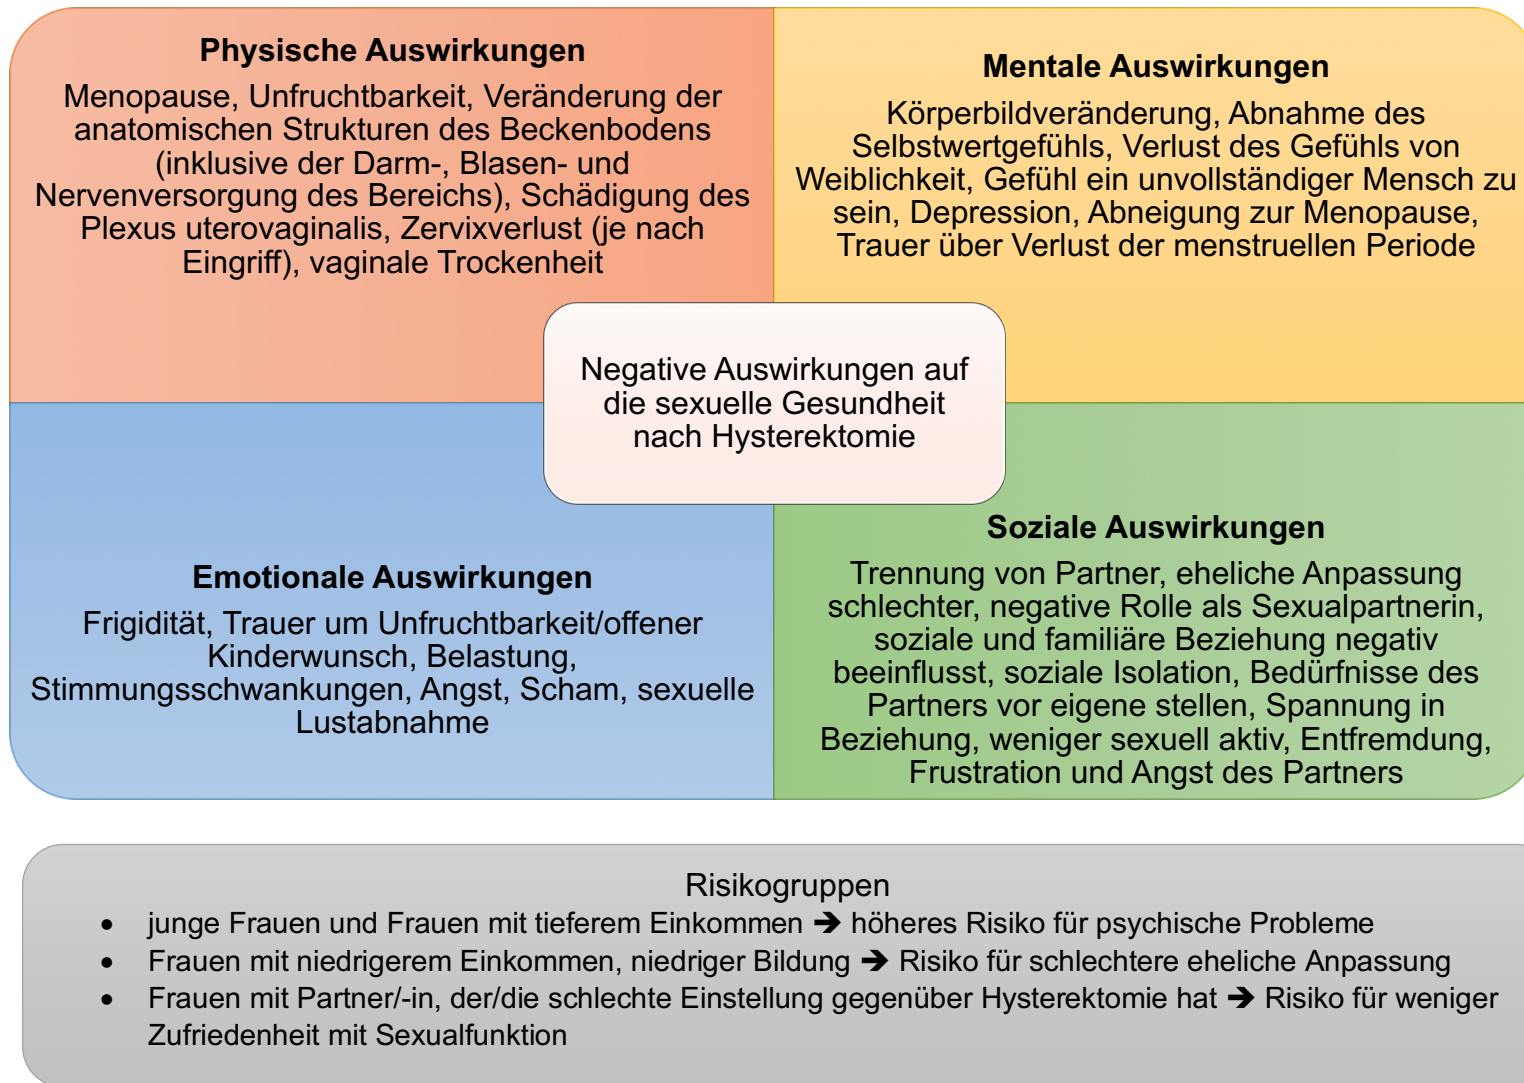 Physische Auswirkungen
Menopause, Unfruchtbarkeit, Veränderung der
anatomischen Strukturen des Beckenbodens
(inklusive der Darm-, Blasen- und
Nervenversorgung des Bereichs), Schädigung des
Plexus uterovaginalis, Zervixverlust (je nach
Eingriff), vaginale Trockenheit
Mentale Auswirkungen
Körperbildveränderung, Abnahme des
Selbstwertgefühls, Verlust des Gefühls von
Weiblichkeit, Gefühl ein unvollständiger Mensch zu
sein, Depression, Abneigung zur Menopause,
Trauer über Verlust der menstruellen Periode
Negative Auswirkungen auf
die sexuelle Gesundheit
nach Hysterektomie
Emotionale Auswirkungen
Frigidität, Trauer um Unfruchtbarkeit/offener
Kinderwunsch, Belastung,
Stimmungsschwankungen, Angst, Scham, sexuelle
Lustabnahme
Soziale Auswirkungen
Trennung von Partner, eheliche Anpassung
schlechter, negative Rolle als Sexualpartnerin,
soziale und familiäre Beziehung negativ
beeinflusst, soziale Isolation, Bedürfnisse des
Partners vor eigene stellen, Spannung in
Beziehung, weniger sexuell aktiv, Entfremdung,
Frustration und Angst des Partners
Risikogruppen
• junge Frauen und Frauen mit tieferem Einkommen ➔ höheres Risiko für psychische Probleme
• Frauen mit niedrigerem Einkommen, niedriger Bildung ➔ Risiko für schlechtere eheliche Anpassung
• Frauen mit Partner/-in, der/die schlechte Einstellung gegenüber Hysterektomie hat ➔ Risiko für weniger
Zufriedenheit mit Sexualfunktion